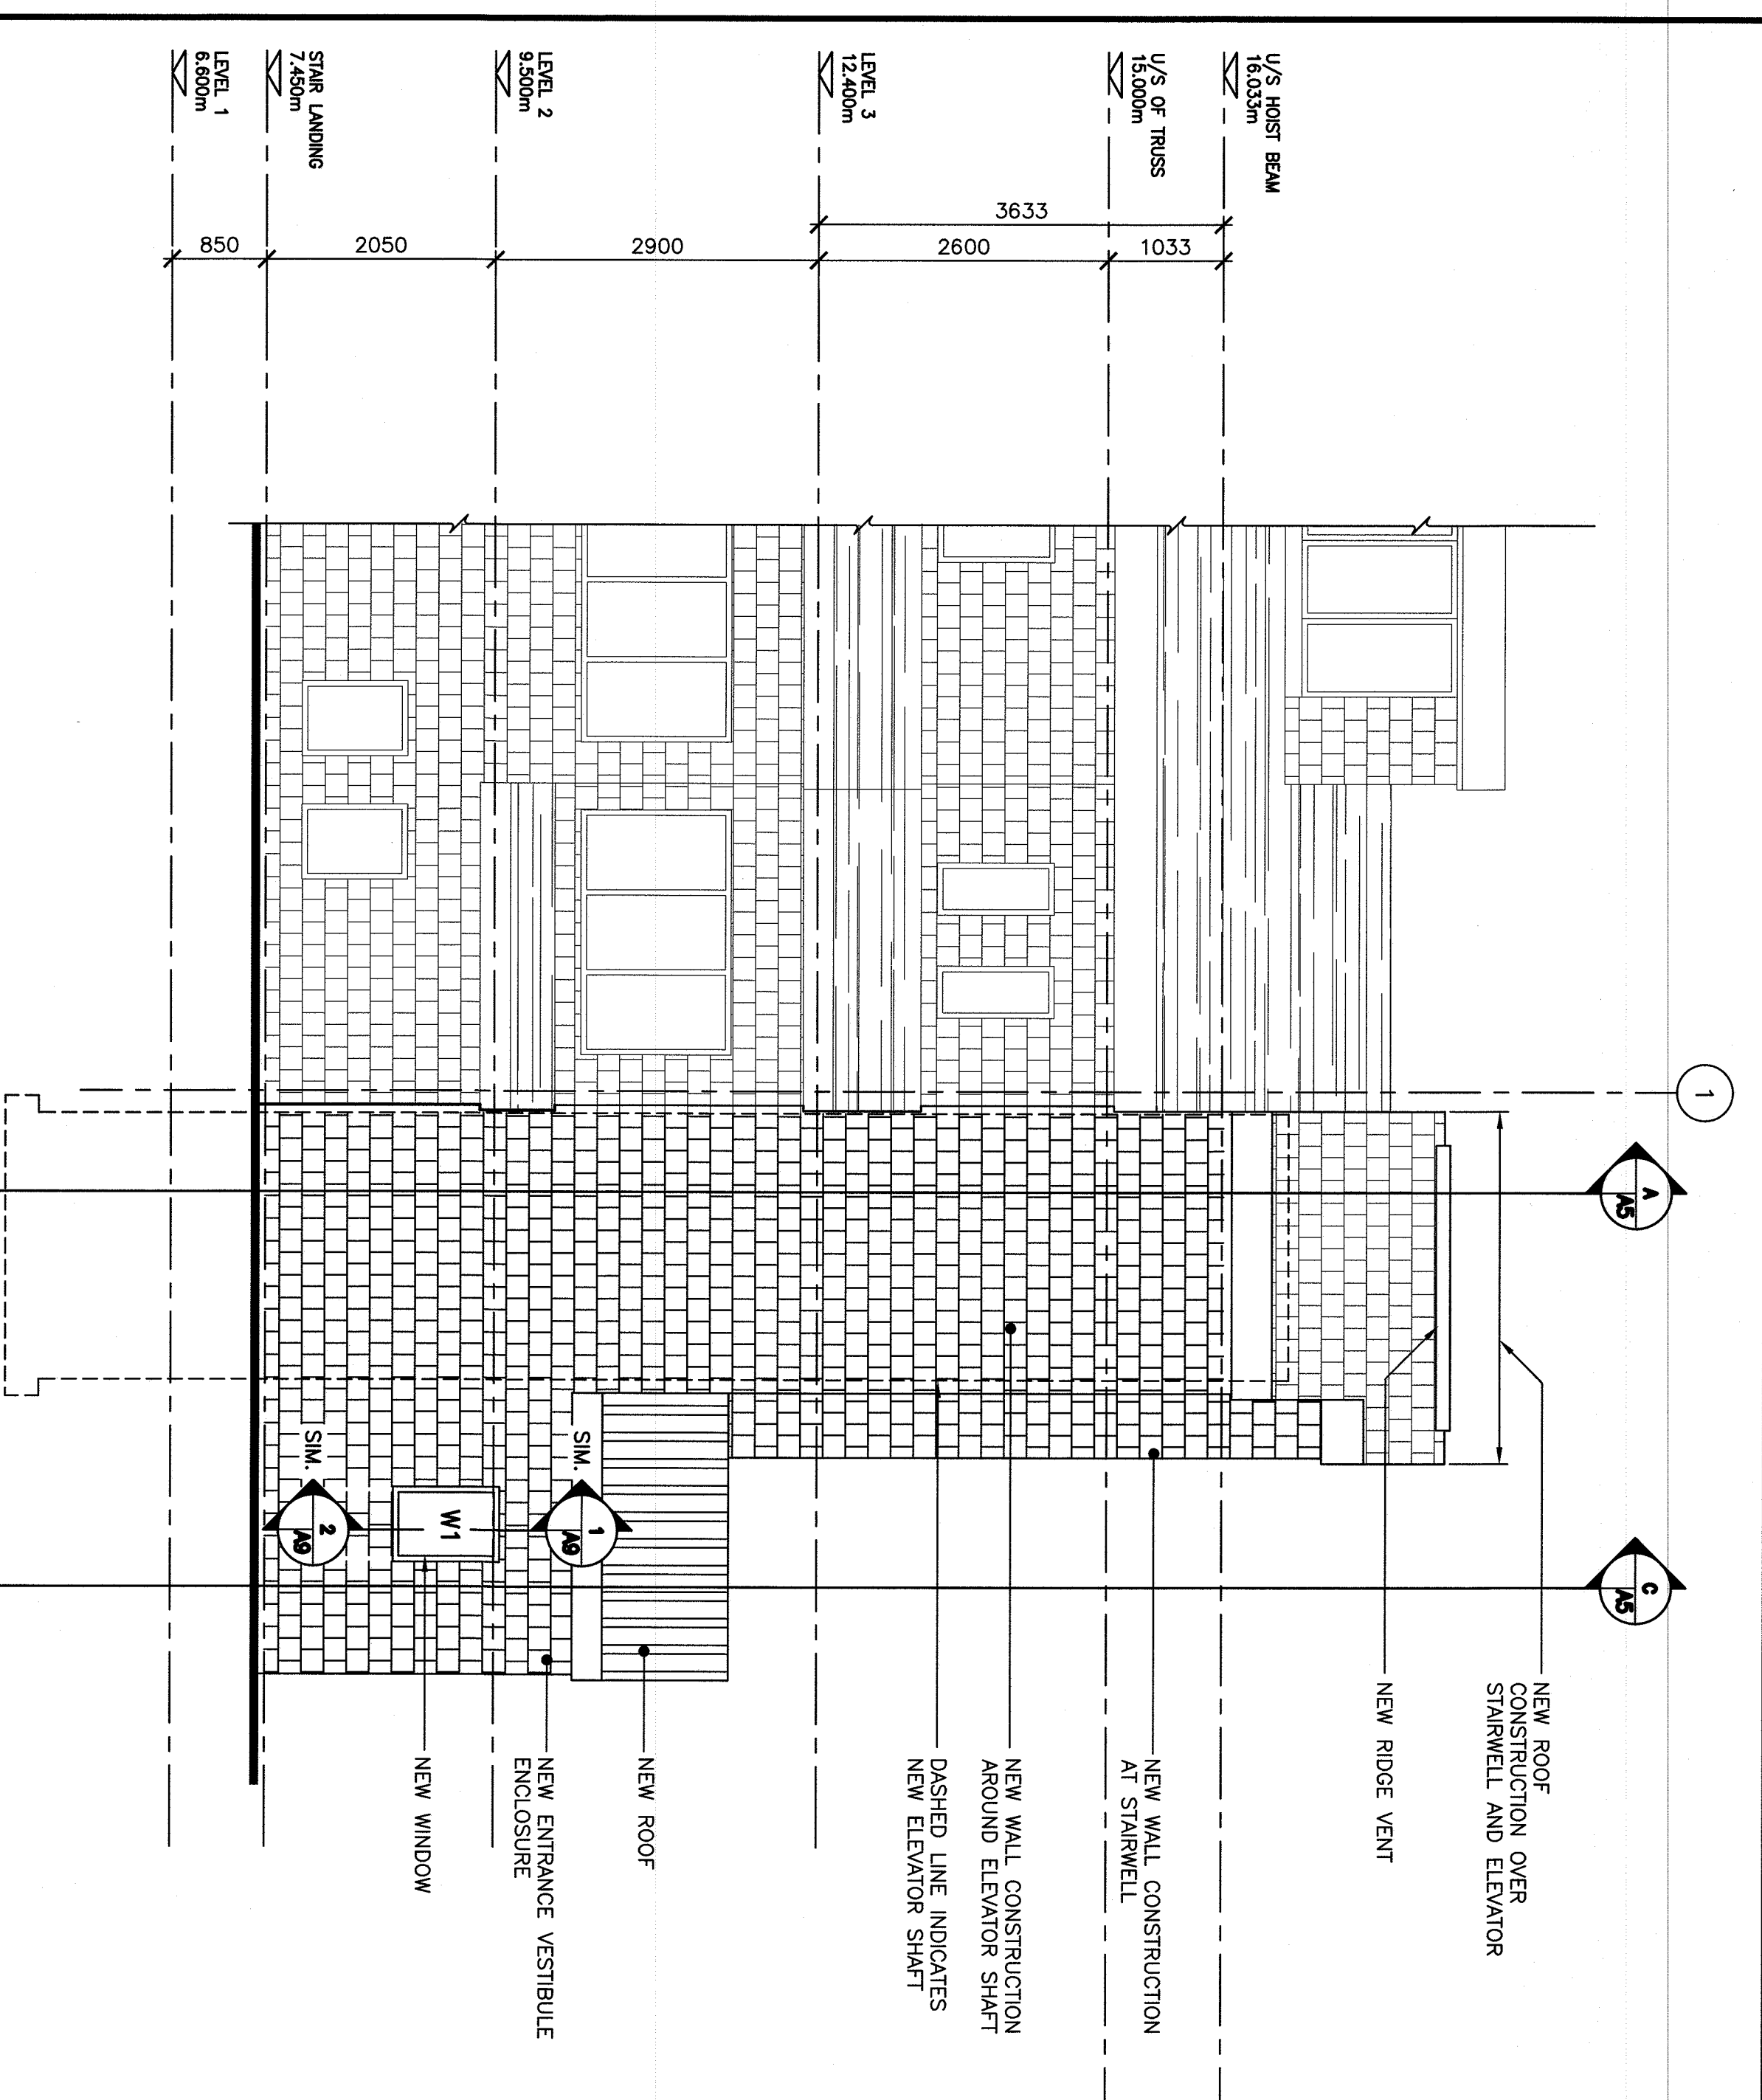 U/S HOIST BEAM
16.033m
U/S OF TRUSS
15.000m
LEVEL 3
12.400m
LEVEL 2
9.500m
STAIR LANDING
7.450m
LEVEL 1
6.600m
3633
1033
2600
2900
2050
850
1
A
A5
C
A5
NEW ROOF
CONSTRUCTION OVER
STAIRWELL AND ELEVATOR
NEW RIDGE VENT
NEW WALL CONSTRUCTION
AT STAIRWELL
NEW WALL CONSTRUCTION
AROUND ELEVATOR SHAFT
DASHED LINE INDICATES
NEW ELEVATOR SHAFT
NEW ROOF
NEW ENTRANCE VESTIBULE
ENCLOSURE
NEW WINDOW
SIM.
1
A9
W1
SIM.
2
A9